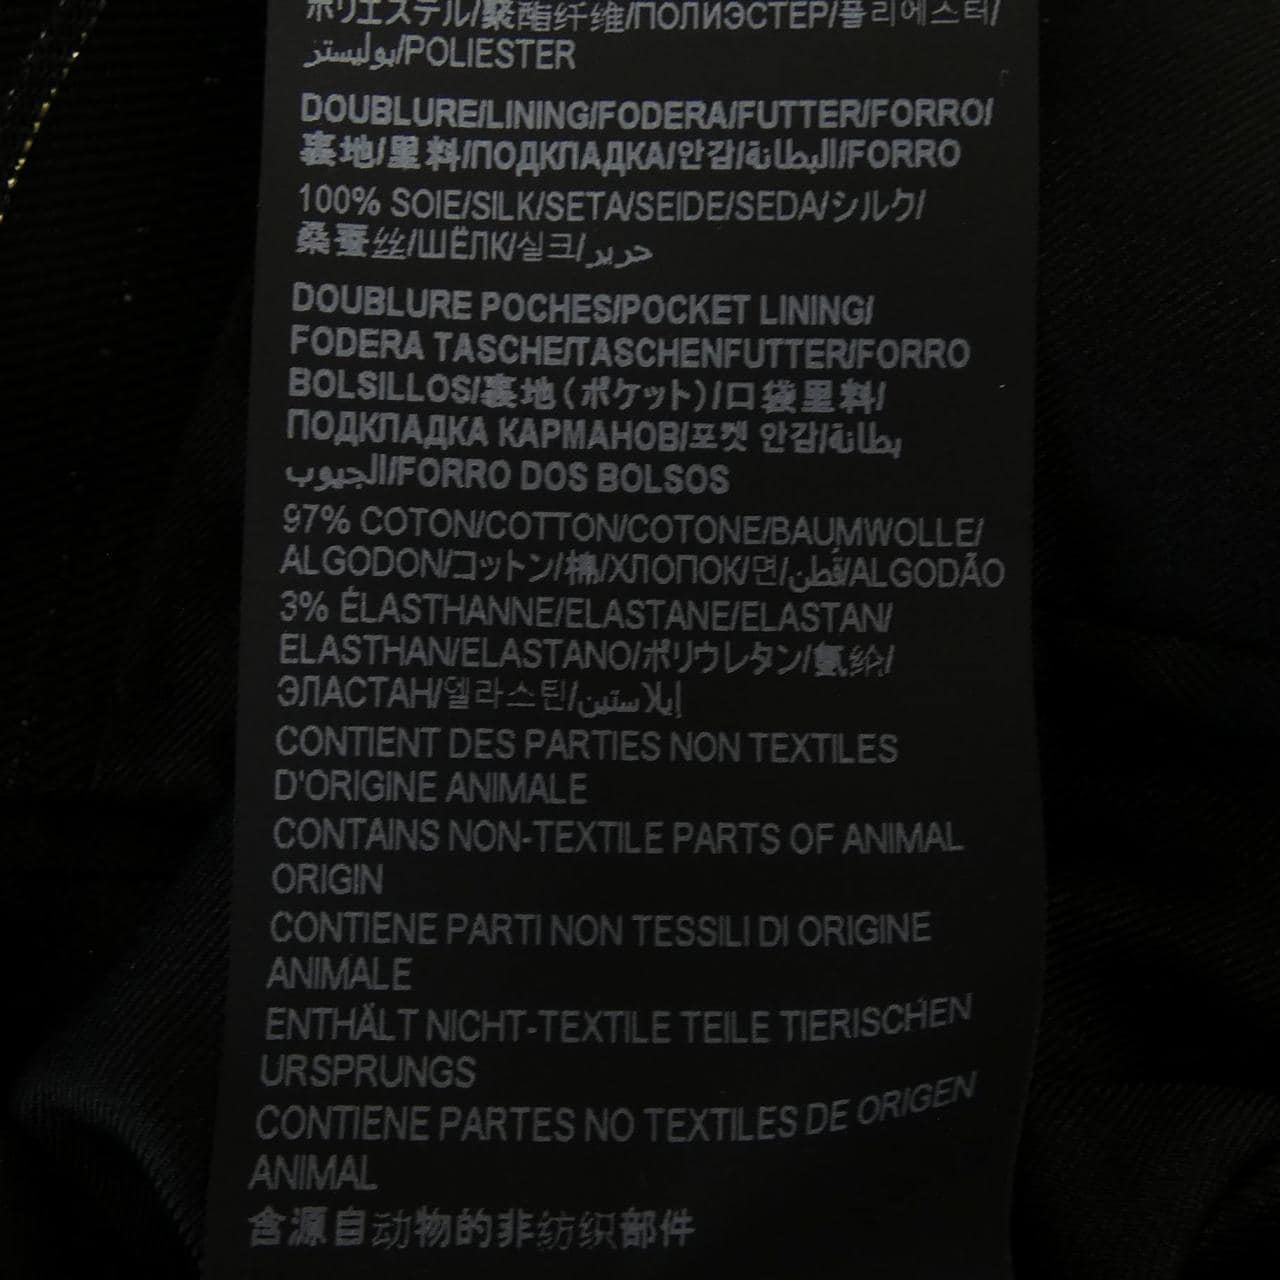 ポリエステル/聚酯纤维/ПОЛИЭСТЕР/폴리에스터/
بوليستر/POLIESTER
DOUBLURE/LINING/FODERA/FUTTER/FORRO/
裏地/里料/ПОДКЛАДКА/안감/البطانة/FORRO
100% SOIE/SILK/SETA/SEIDE/SEDA/シルク/
桑蚕丝/ШЁЛК/실크/حرير
DOUBLURE POCHES/POCKET LINING/
FODERA TASCHE/TASCHENFUTTER/FORRO
BOLSILLOS/裏地(ポケット)/口袋里料/
ПОДКЛАДКА КАРМАНОВ/포켓 안감/بطانة
الجيوب/FORRO DOS BOLSOS
97% COTON/COTTON/COTONE/BAUMWOLLE/
ALGODON/コットン/棉/ХЛОПОК/면/قطن/ALGODÃO
3% ÉLASTHANNE/ELASTANE/ELASTAN/
ELASTHAN/ELASTANO/ポリウレタン/氨纶/
ЭЛАСТАН/엘라스틴/إيلاستين
CONTIENT DES PARTIES NON TEXTILES
D'ORIGINE ANIMALE
CONTAINS NON-TEXTILE PARTS OF ANIMAL
ORIGIN
CONTIENE PARTI NON TESSILI DI ORIGINE
ANIMALE
ENTHÄLT NICHT-TEXTILE TEILE TIERISCHEN
URSPRUNGS
CONTIENE PARTES NO TEXTILES DE ORIGEN
ANIMAL
含源自动物的非纺织部件